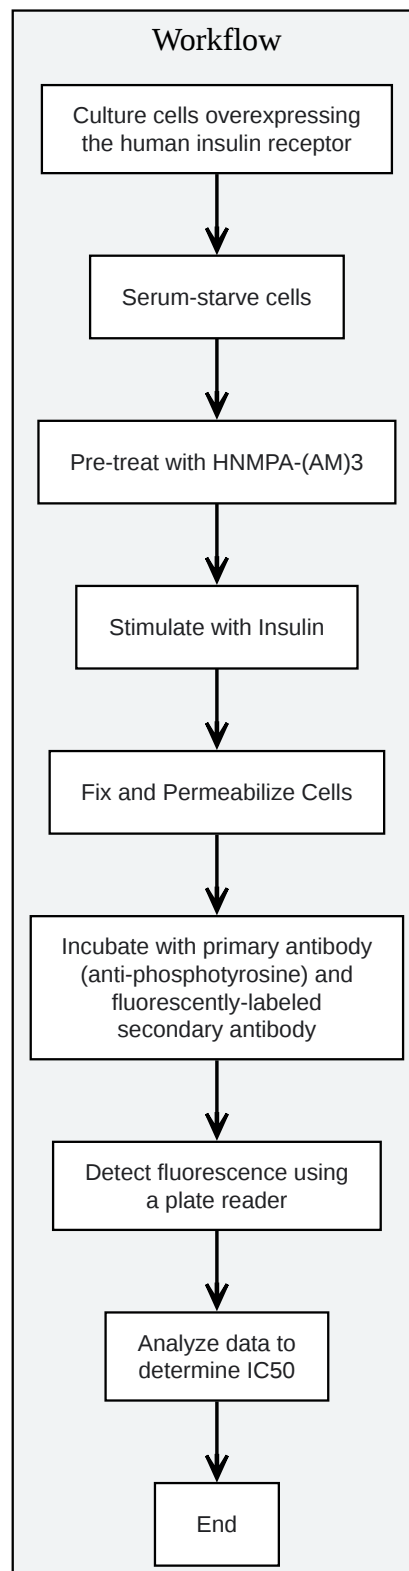 Workflow
Culture cells overexpressing
the human insulin receptor
Serum-starve cells
Pre-treat with HNMPA-(AM)3
Stimulate with Insulin
Fix and Permeabilize Cells
Incubate with primary antibody
(anti-phosphotyrosine) and
fluorescently-labeled
secondary antibody
Detect fluorescence using
a plate reader
Analyze data to
determine IC50
End